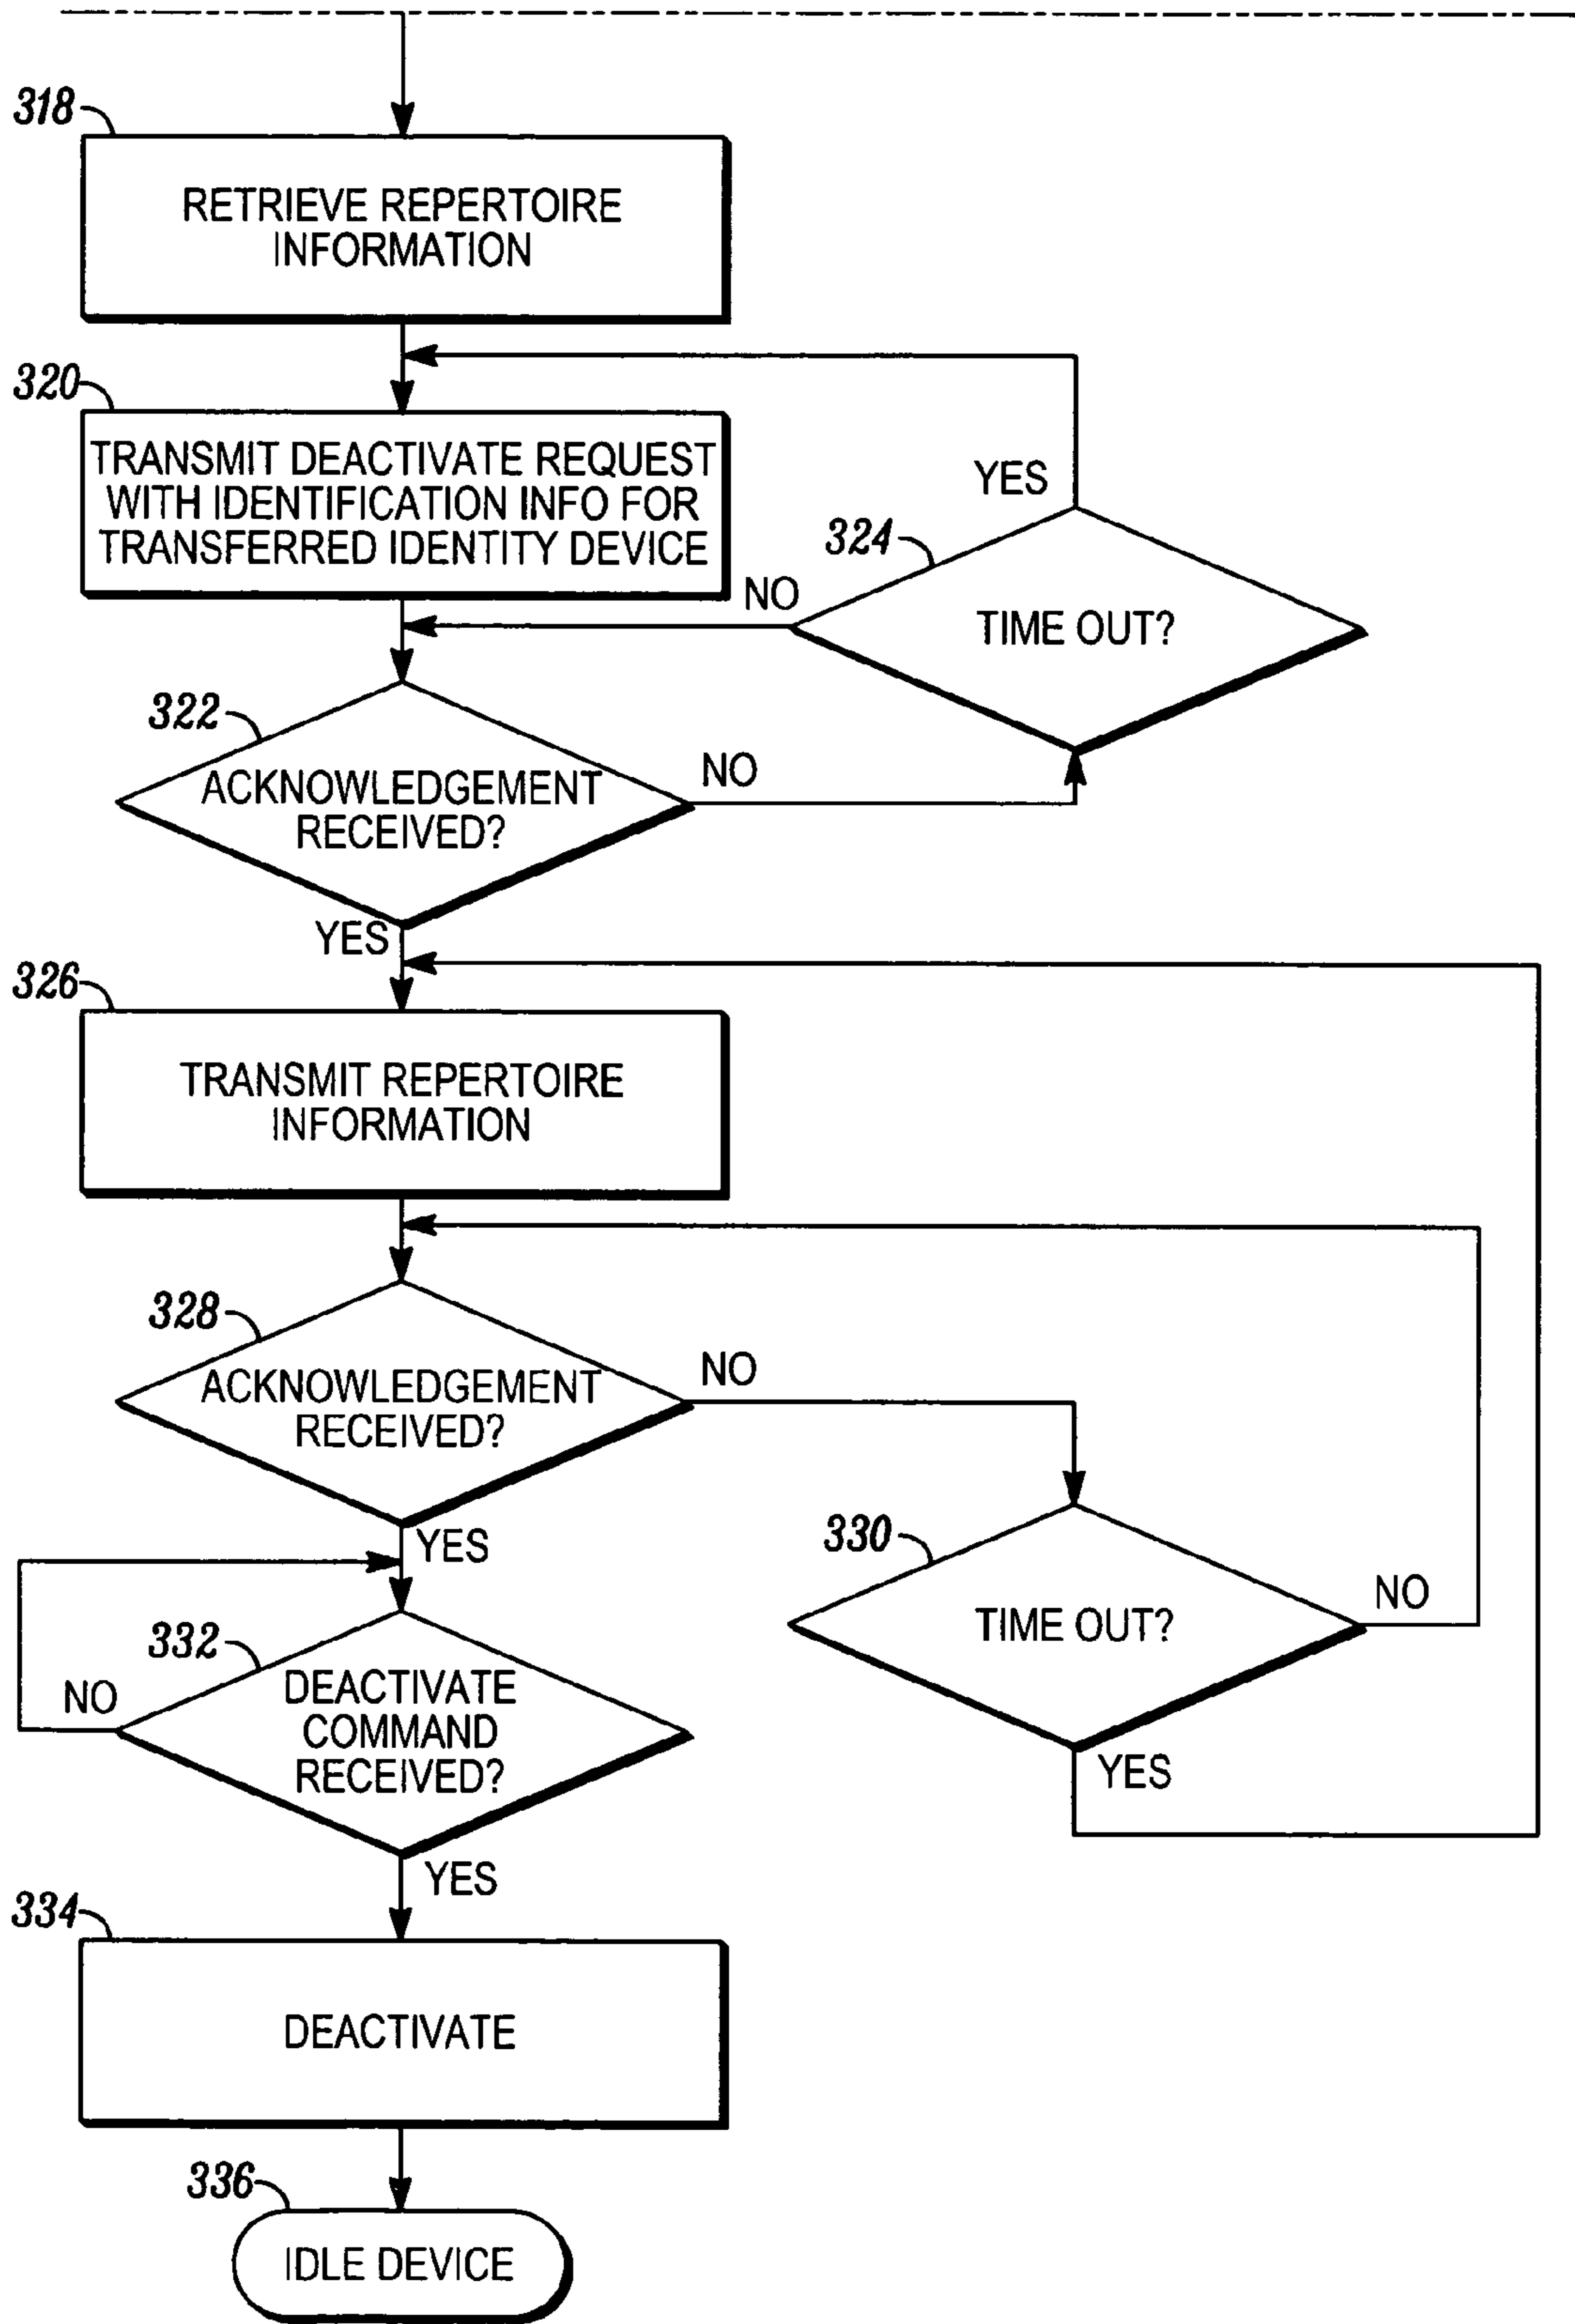 318
RETRIEVE REPERTOIRE
INFORMATION
320
TRANSMIT DEACTIVATE REQUEST
WITH IDENTIFICATION INFO FOR
TRANSFERRED IDENTITY DEVICE
YES
324
NO
TIME OUT?
322
ACKNOWLEDGEMENT
RECEIVED?
NO
YES
326
TRANSMIT REPERTOIRE
INFORMATION
328
ACKNOWLEDGEMENT
RECEIVED?
NO
YES
330
TIME OUT?
NO
YES
332
DEACTIVATE
COMMAND
RECEIVED?
NO
YES
334
DEACTIVATE
336
IDLE DEVICE